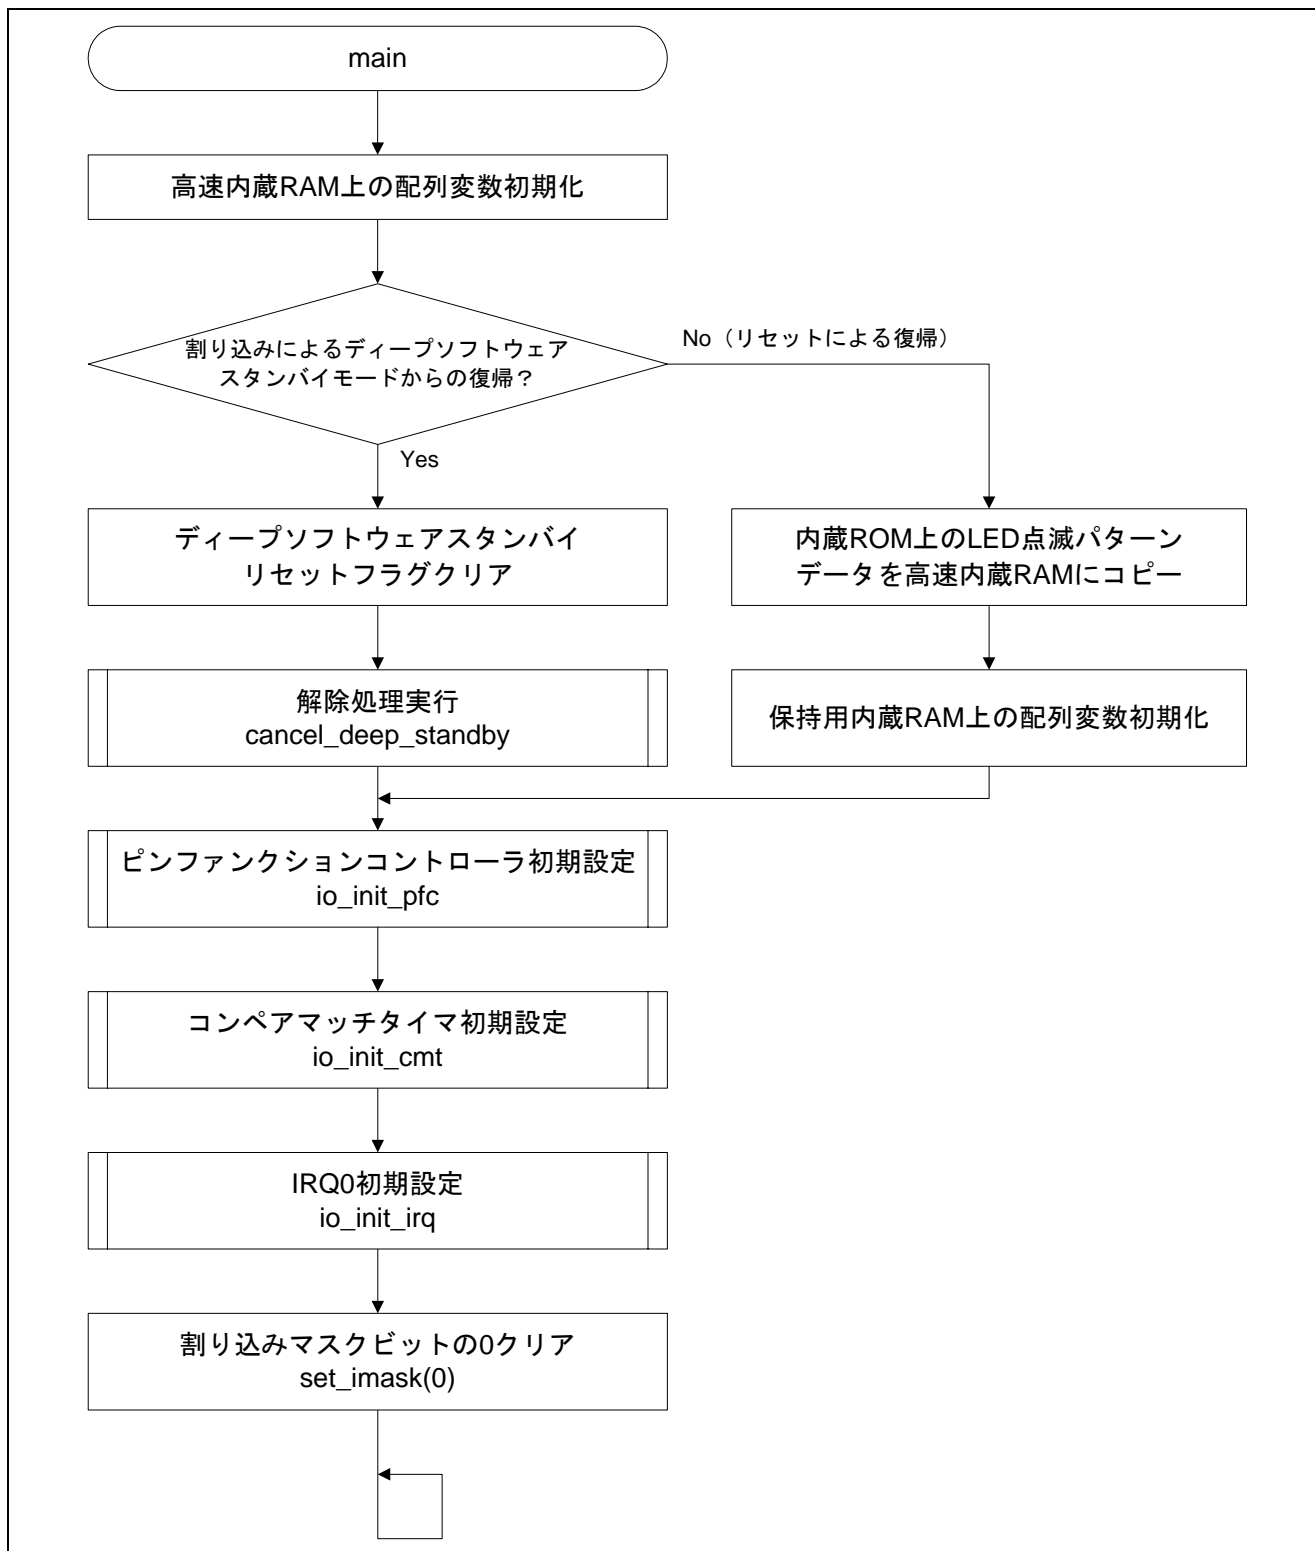 main
高速内蔵RAM上の配列変数初期化
割り込みによるディープソフトウェア
スタンバイモードからの復帰？
No（リセットによる復帰）
Yes
ディープソフトウェアスタンバイ
リセットフラグクリア
内蔵ROM上のLED点滅パターン
データを高速内蔵RAMにコピー
解除処理実行
cancel_deep_standby
保持用内蔵RAM上の配列変数初期化
ピンファンクションコントローラ初期設定
io_init_pfc
コンペアマッチタイマ初期設定
io_init_cmt
IRQ0初期設定
io_init_irq
割り込みマスクビットの0クリア
set_imask(0)